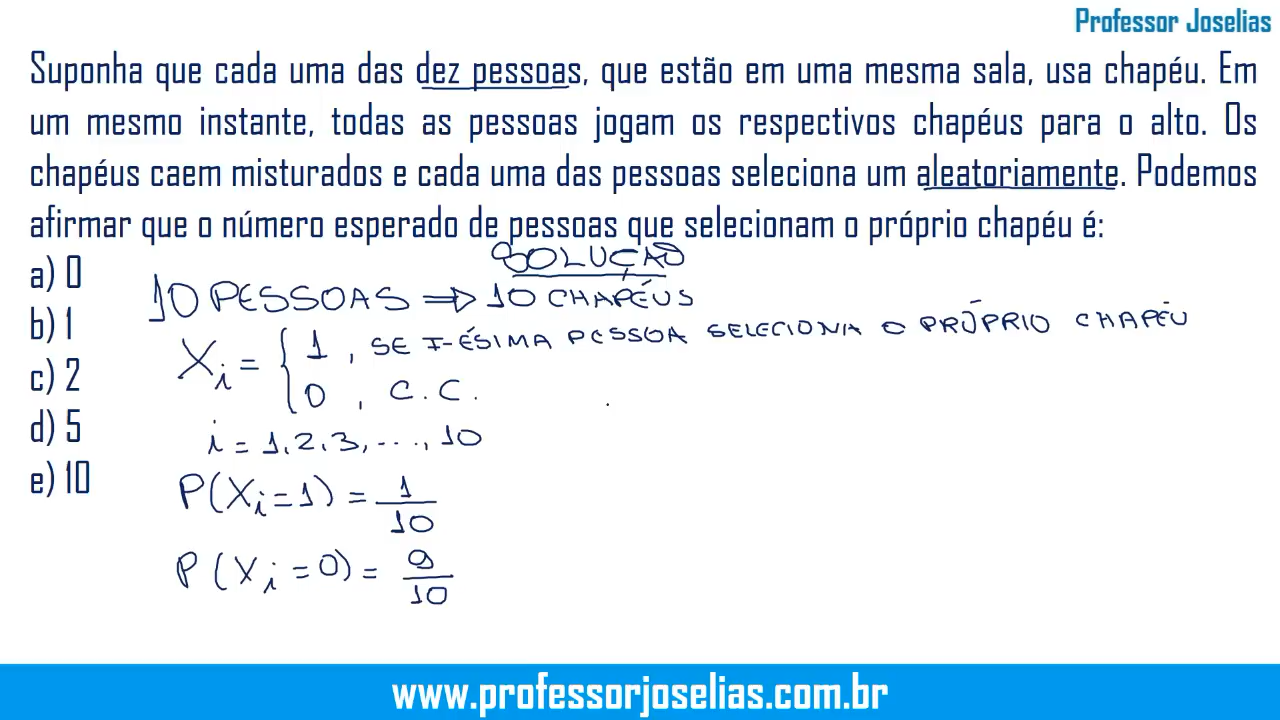 Professor Joselias
Suponha que cada uma das dez pessoas, que estão em uma mesma sala, usa chapéu. Em
um mesmo instante, todas as pessoas jogam os respectivos chapéus para o alto. Os
chapéus caem misturados e cada uma das pessoas seleciona um aleatoriamente. Podemos
afirmar que o número esperado de pessoas que selecionam o próprio chapéu é:
a) 0
b) 1
c) 2
d) 5
e) 10
SOLUÇÃO
10 PESSOAS ⇒ 10 CHAPÉUS
Xi = { 1, SE I-ÉSIMA PESSOA SELECIONA O PRÓPRIO CHAPÉU
0, C.C.
i = 1,2,3,...,10
P(Xi=1) = 1/10
P(Xi=0) = 9/10
www.professorjoselias.com.br